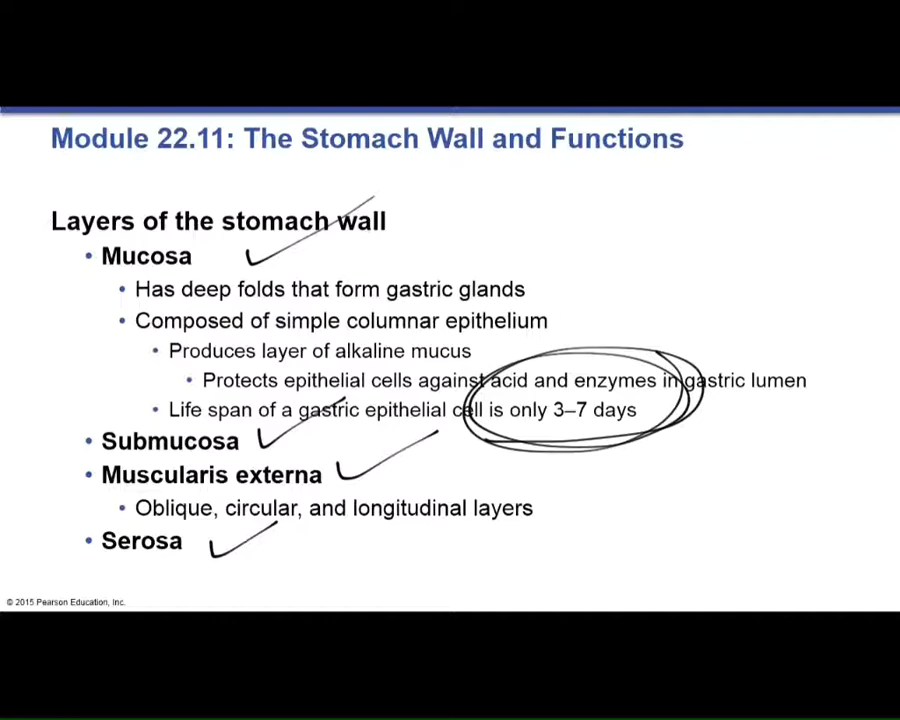 Module 22.11: The Stomach Wall and Functions
Layers of the stomach wall
• Mucosa
• Has deep folds that form gastric glands
• Composed of simple columnar epithelium
• Produces layer of alkaline mucus
• Protects epithelial cells against acid and enzymes in gastric lumen
• Life span of a gastric epithelial cell is only 3–7 days
• Submucosa
• Muscularis externa
• Oblique, circular, and longitudinal layers
• Serosa
© 2015 Pearson Education, Inc.